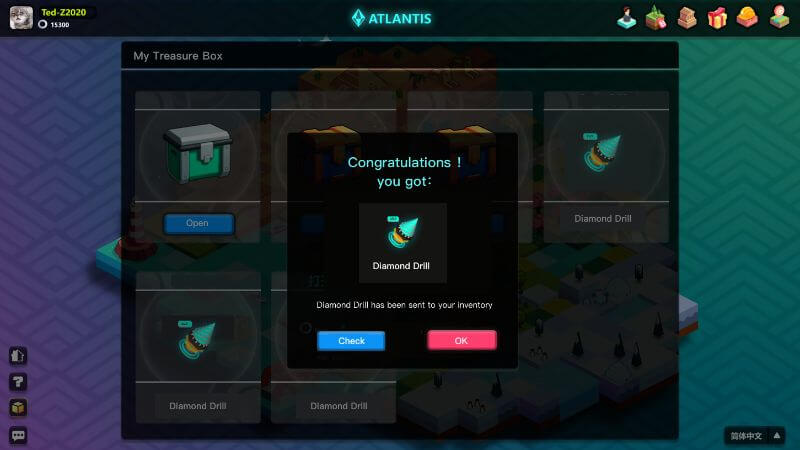 Ted-Z2020
15300
ATLANTIS
My Treasure Box
Open
Diamond Drill
Congratulations !
you got:
Diamond Drill
Diamond Drill has been sent to your inventory
Check
OK
Diamond Drill
Diamond Drill
简体中文